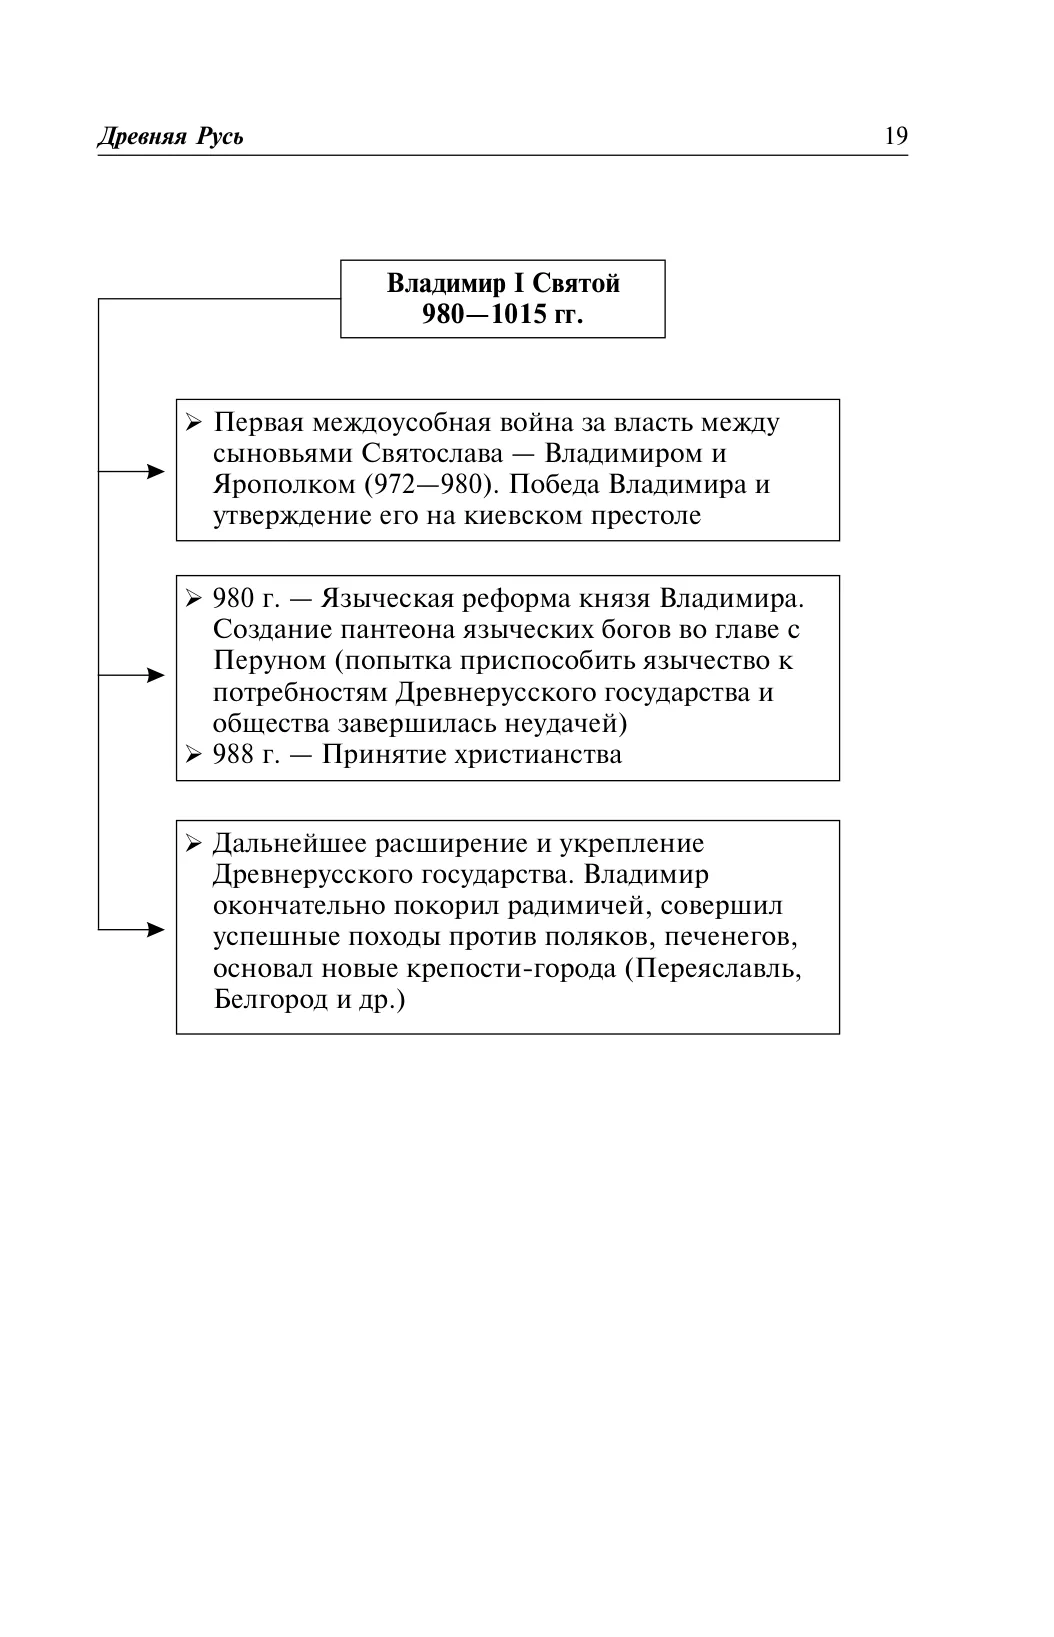 Древняя Русь 19
Владимир I Святой
980—1015 гг.
➢ Первая междоусобная война за власть между
сыновьями Святослава — Владимиром и
Ярополком (972—980). Победа Владимира и
утверждение его на киевском престоле
➢ 980 г. — Языческая реформа князя Владимира.
Создание пантеона языческих богов во главе с
Перуном (попытка приспособить язычество к
потребностям Древнерусского государства и
общества завершилась неудачей)
➢ 988 г. — Принятие христианства
➢ Дальнейшее расширение и укрепление
Древнерусского государства. Владимир
окончательно покорил радимичей, совершил
успешные походы против поляков, печенегов,
основал новые крепости-города (Переяславль,
Белгород и др.)